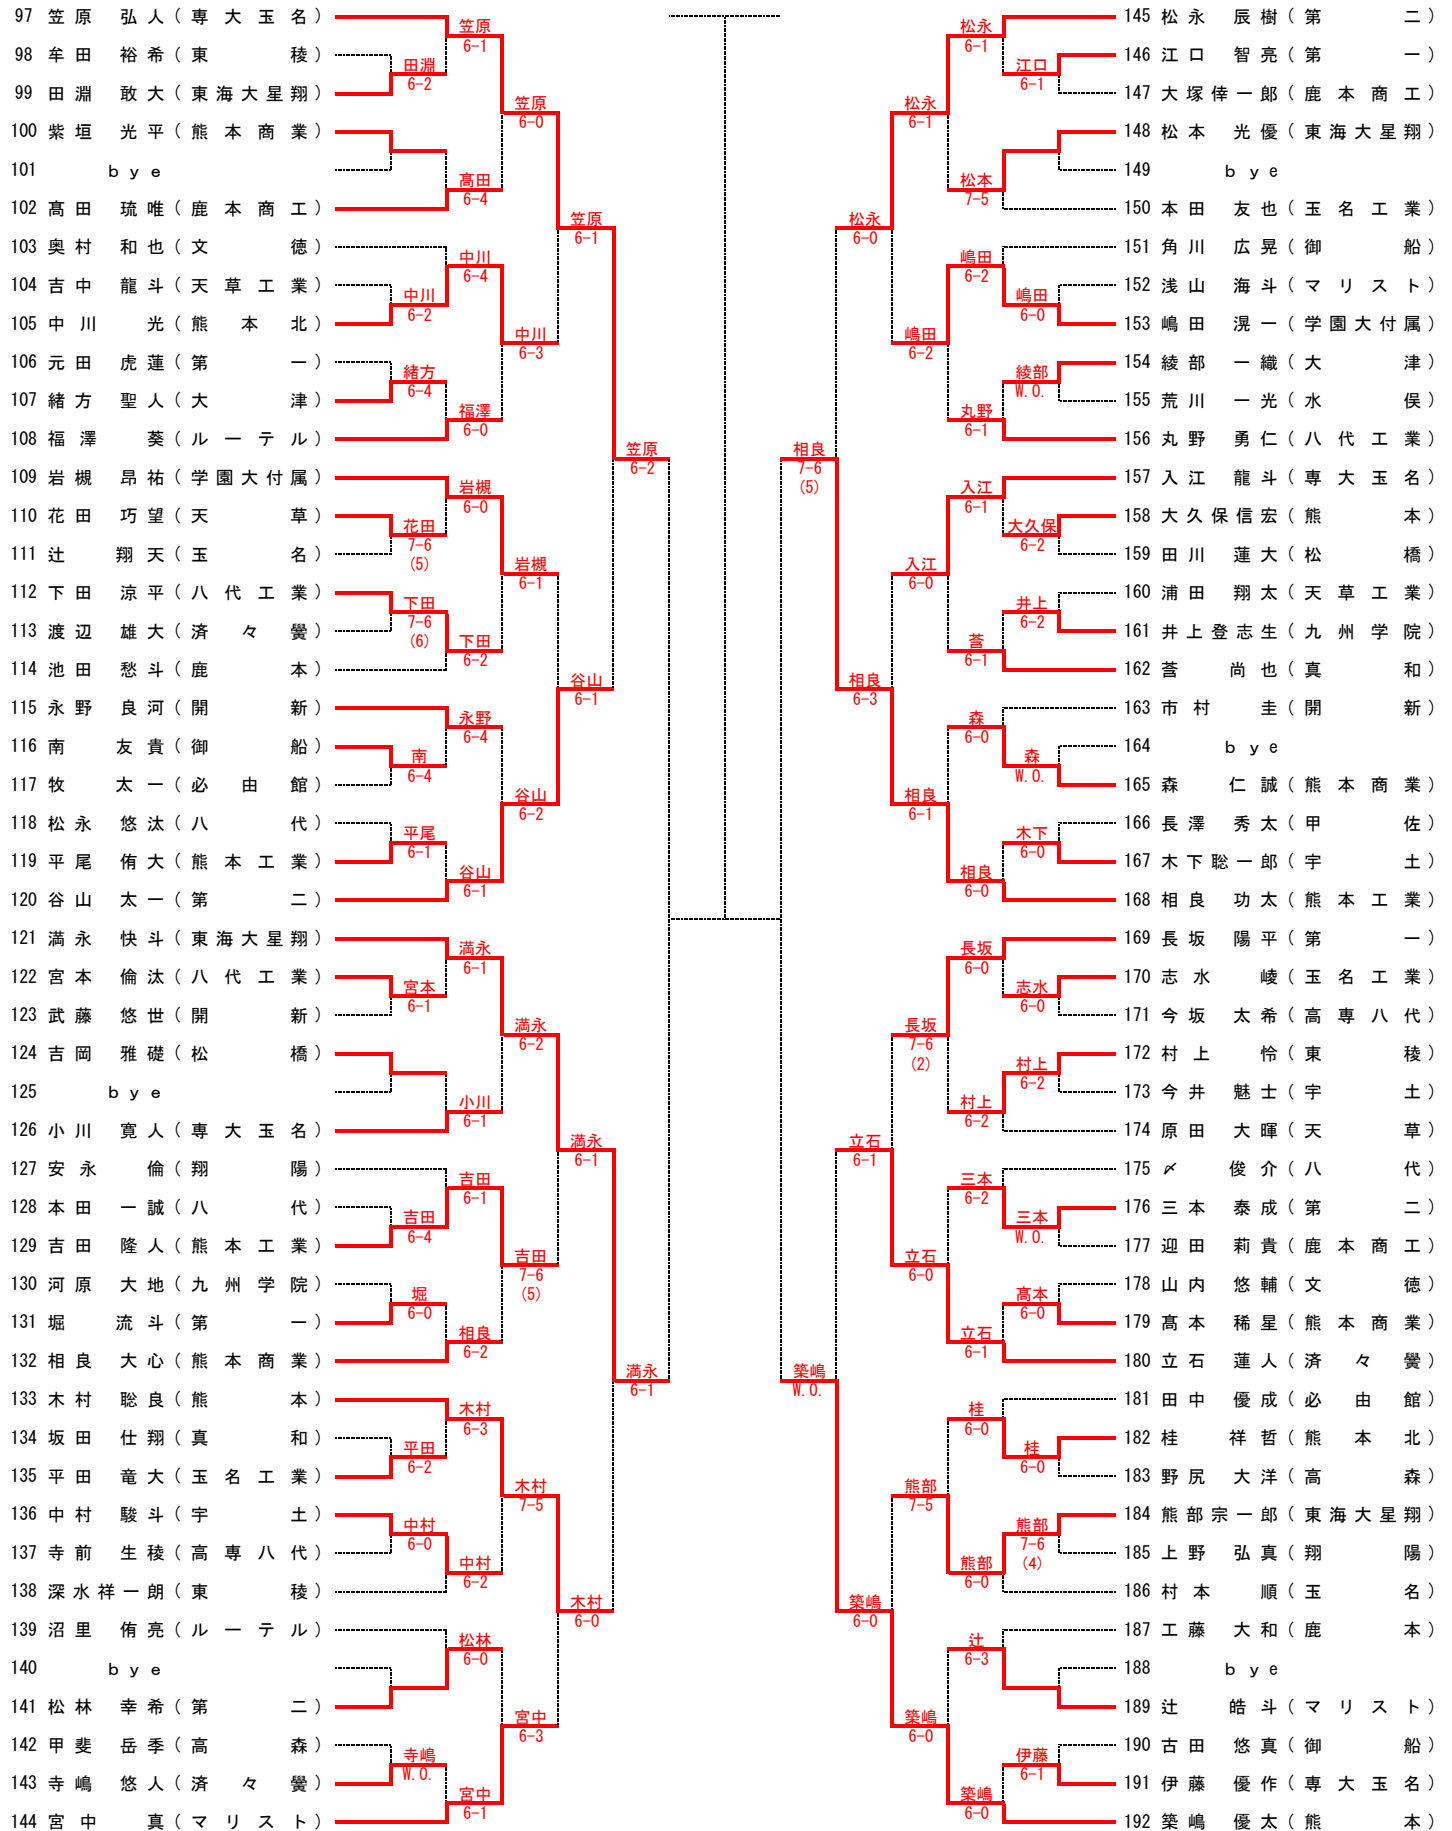 97 笠原 弘人（専大玉名）
98 牟田 裕希（東稜）
99 田淵 敢大（東海大星翔）
100 紫垣 光平（熊本商業）
101 bye
102 髙田 琉唯（鹿本商工）
103 奥村 和也（文徳）
104 吉中 龍斗（天草工業）
105 中川 光（熊本北）
106 元田 虎蓮（第一）
107 緒方 聖人（大津）
108 福澤 葵（ルーテル）
109 岩槻 昂祐（学園大付属）
110 花田 巧望（天草）
111 辻 翔天（玉名）
112 下田 涼平（八代工業）
113 渡辺 雄大（済々黌）
114 池田 愁斗（鹿本）
115 永野 良河（開新）
116 南 友貴（御船）
117 牧 太一（必由館）
118 松永 悠汰（八代）
119 平尾 侑大（熊本工業）
120 谷山 太一（第二）
121 満永 快斗（東海大星翔）
122 宮本 倫汰（八代工業）
123 武藤 悠世（開新）
124 吉岡 雅礎（松橋）
125 bye
126 小川 寛人（専大玉名）
127 安永 倫（翔陽）
128 本田 一誠（八代）
129 吉田 隆人（熊本工業）
130 河原 大地（九州学院）
131 堀 流斗（第一）
132 相良 大心（熊本商業）
133 木村 聡良（熊本）
134 坂田 仕翔（真和）
135 平田 竜大（玉名工業）
136 中村 駿斗（宇土）
137 寺前 生稜（高専八代）
138 深水祥一朗（東稜）
139 沼里 侑亮（ルーテル）
140 bye
141 松林 幸希（第二）
142 甲斐 岳季（高森）
143 寺嶋 悠人（済々黌）
144 宮中 真（マリスト）
田淵
6-2
中川
6-2
緒方
6-4
花田
7-6
(5)
下田
7-6
(6)
南
6-4
平尾
6-1
宮本
6-1
吉田
6-4
堀
6-0
平田
6-2
中村
6-0
寺嶋
W.O.
笠原
6-1
髙田
6-4
中川
6-4
福澤
6-0
岩槻
6-0
下田
6-2
永野
6-4
谷山
6-1
満永
6-1
小川
6-1
吉田
6-1
相良
6-2
木村
6-3
中村
6-2
松林
6-0
宮中
6-1
笠原
6-0
中川
6-3
岩槻
6-1
谷山
6-2
満永
6-2
吉田
7-6
(5)
木村
7-5
宮中
6-3
笠原
6-1
谷山
6-1
満永
6-1
木村
6-0
笠原
6-2
満永
6-1
相良
7-6
(5)
築嶋
W.O.
松永
6-0
相良
6-3
立石
6-1
築嶋
6-0
松永
6-1
嶋田
6-2
入江
6-0
相良
6-1
長坂
7-6
(2)
立石
6-0
熊部
7-5
築嶋
6-0
松永
6-1
松本
7-5
嶋田
6-2
丸野
6-1
入江
6-1
荅
6-1
森
6-0
相良
6-0
長坂
6-0
村上
6-2
三本
6-2
立石
6-1
桂
6-0
熊部
6-0
辻
6-3
築嶋
6-0
江口
6-1
嶋田
6-0
綾部
W.O.
大久保
6-2
井上
6-2
森
W.O.
木下
6-0
志水
6-0
村上
6-2
三本
W.O.
髙本
6-0
桂
6-0
熊部
7-6
(4)
伊藤
6-1
145 松永 辰樹（第二）
146 江口 智亮（第一）
147 大塚倖一郎（鹿本商工）
148 松本 光優（東海大星翔）
149 bye
150 本田 友也（玉名工業）
151 角川 広晃（御船）
152 浅山 海斗（マリスト）
153 嶋田 滉一（学園大付属）
154 綾部 一織（大津）
155 荒川 一光（水俣）
156 丸野 勇仁（八代工業）
157 入江 龍斗（専大玉名）
158 大久保信宏（熊本）
159 田川 蓮大（松橋）
160 浦田 翔太（天草工業）
161 井上登志生（九州学院）
162 荅 尚也（真和）
163 市村 圭（開新）
164 bye
165 森 仁誠（熊本商業）
166 長澤 秀太（甲佐）
167 木下聡一郎（宇土）
168 相良 功太（熊本工業）
169 長坂 陽平（第一）
170 志水 崚（玉名工業）
171 今坂 太希（高専八代）
172 村上 怜（東稜）
173 今井 魅士（宇土）
174 原田 大暉（天草）
175 〆 俊介（八代）
176 三本 泰成（第二）
177 迎田 莉貴（鹿本商工）
178 山内 悠輔（文徳）
179 髙本 稀星（熊本商業）
180 立石 蓮人（済々黌）
181 田中 優成（必由館）
182 桂 祥哲（熊本北）
183 野尻 大洋（高森）
184 熊部宗一郎（東海大星翔）
185 上野 弘真（翔陽）
186 村本 順（玉名）
187 工藤 大和（鹿本）
188 bye
189 辻 皓斗（マリスト）
190 古田 悠真（御船）
191 伊藤 優作（専大玉名）
192 築嶋 優太（熊本）